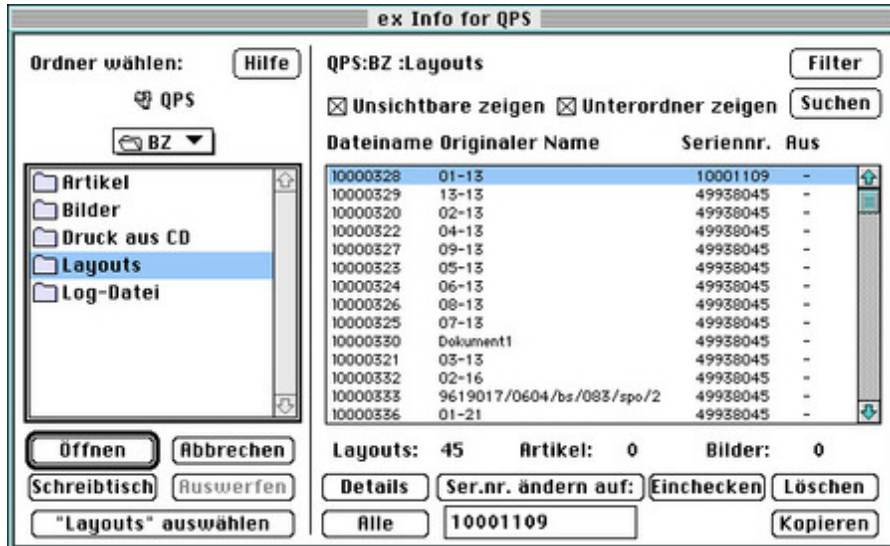 ex Info for QPS
Ordner wählen:
Hilfe
QPS
BZ
Artikel
Bilder
Druck aus CD
Layouts
Log-Datei
Öffnen
Abbrechen
Schreibtisch
Auswerfen
"Layouts" auswählen
QPS:BZ :Layouts
Filter
Unsichtbare zeigen Unterordner zeigen
Suchen
Dateiname Originaler Name Seriennr. Aus
10000328 01-13 10001109 -
10000329 13-13 49938045 -
10000320 02-13 49938045 -
10000322 04-13 49938045 -
10000327 09-13 49938045 -
10000323 05-13 49938045 -
10000324 06-13 49938045 -
10000326 08-13 49938045 -
10000325 07-13 49938045 -
10000330 Dokument1 49938045 -
10000321 03-13 49938045 -
10000332 02-16 49938045 -
10000333 9619017/0604/bs/083/spo/2 49938045 -
10000336 01-21 49938045 -
Layouts: 45 Artikel: 0 Bilder: 0
Details
Ser.nr. ändern auf:
Einchecken
Löschen
Alle
10001109
Kopieren